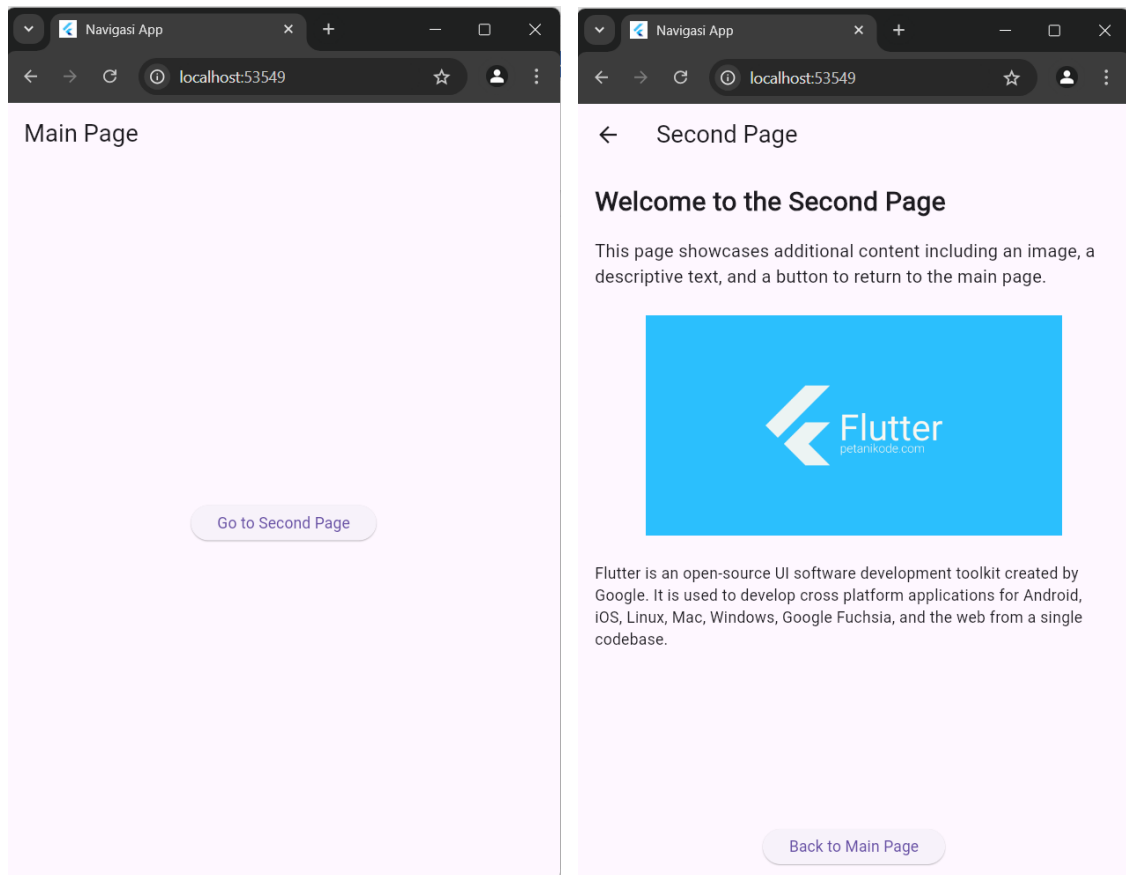 Navigasi App
localhost:53549
Main Page
Go to Second Page
Navigasi App
localhost:53549
Second Page
Welcome to the Second Page
This page showcases additional content including an image, a
descriptive text, and a button to return to the main page.
Flutter
petanikode.com
Flutter is an open-source UI software development toolkit created by
Google. It is used to develop cross platform applications for Android,
iOS, Linux, Mac, Windows, Google Fuchsia, and the web from a single
codebase.
Back to Main Page